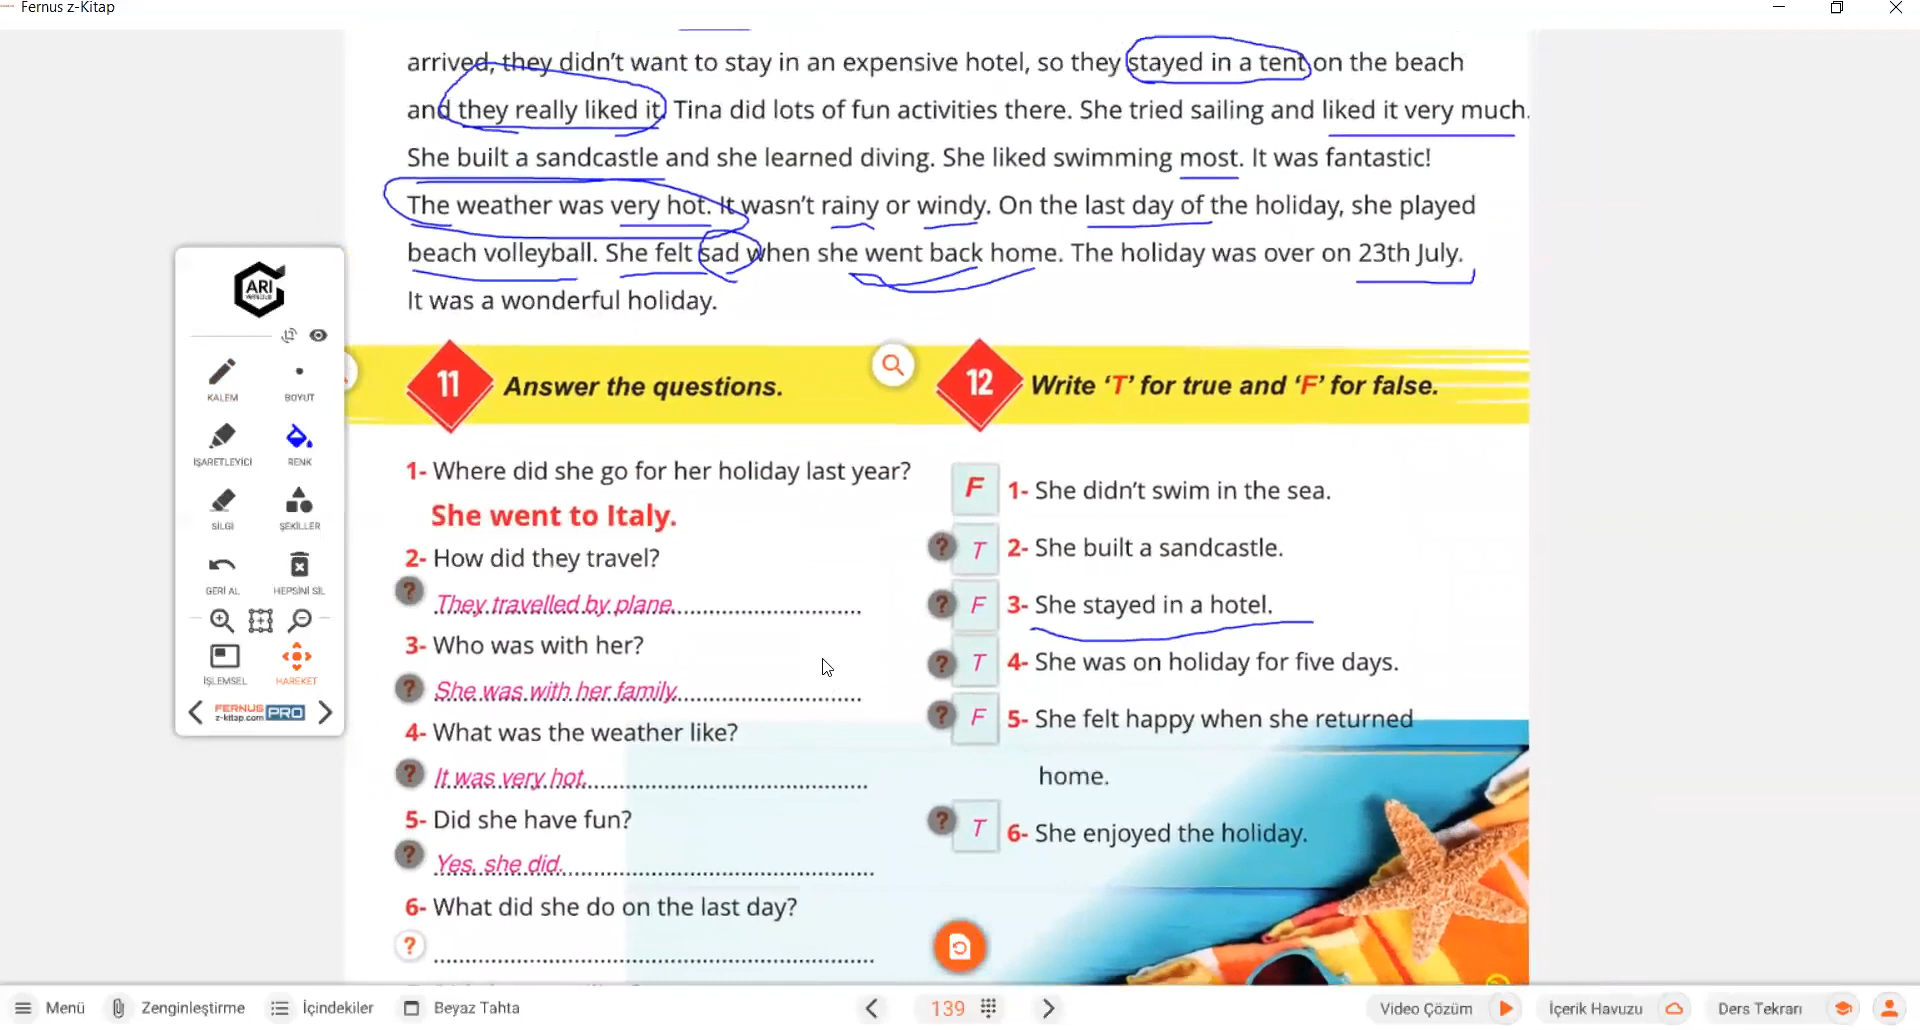 Fernus z-Kitap
arrived, they didn't want to stay in an expensive hotel, so they stayed in a tent on the beach
and they really liked it. Tina did lots of fun activities there. She tried sailing and liked it very much.
She built a sandcastle and she learned diving. She liked swimming most. It was fantastic!
The weather was very hot. It wasn't rainy or windy. On the last day of the holiday, she played
beach volleyball. She felt sad when she went back home. The holiday was over on 23th July.
It was a wonderful holiday.
ARI
KALEM
BOYUT
İŞARETLEYİCİ
RENK
SİLGİ
ŞEKİLLER
GERİ AL
HEPSİNİ SİL
İŞLEMSEL
HAREKET
FERNUS
z-kitap.com PRO
11 Answer the questions.
1- Where did she go for her holiday last year?
She went to Italy.
2- How did they travel?
? They travelled by plane.
3- Who was with her?
? She was with her family.
4- What was the weather like?
? It was very hot.
5- Did she have fun?
? Yes, she did.
6- What did she do on the last day?
?
12 Write 'T' for true and 'F' for false.
F 1- She didn't swim in the sea.
? T 2- She built a sandcastle.
? F 3- She stayed in a hotel.
? T 4- She was on holiday for five days.
? F 5- She felt happy when she returned
home.
? T 6- She enjoyed the holiday.
Menü Zenginleştirme İçindekiler Beyaz Tahta 139 Video Çözüm İçerik Havuzu Ders Tekrarı